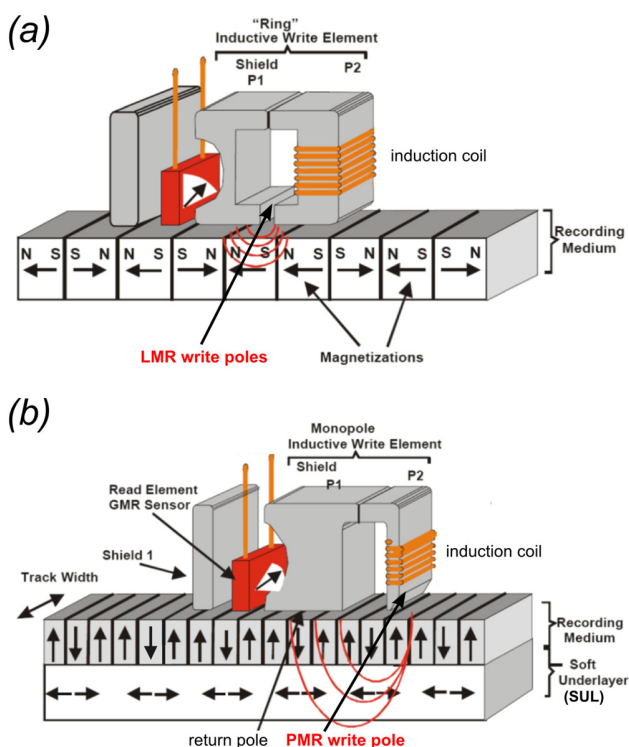 (a)
“Ring”
Inductive Write Element
Shield
P1
P2
induction coil
Recording
Medium
N S S N N S S N N S N S S N N S S N
LMR write poles
Magnetizations
(b)
Monopole
Inductive Write Element
Shield
P1
P2
Read Element
GMR Sensor
induction coil
Shield 1
Track Width
Recording
Medium
Soft
Underlayer
(SUL)
return pole
PMR write pole